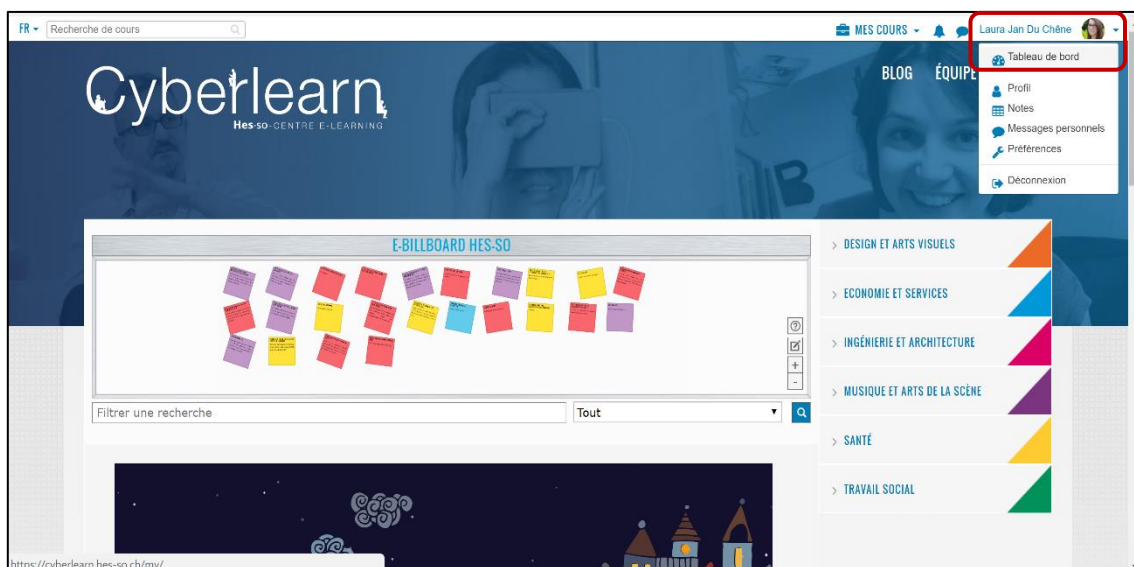 FR
Recherche de cours
MES COURS
Laura Jan Du Chêne
Tableau de bord
Profil
Notes
Messages personnels
Préférences
Déconnexion
Cyberlearn
Hes-so-CENTRE E-LEARNING
BLOG ÉQUIPE
E-BILLBOARD HES-SO
?
+
-
Filtrer une recherche
Tout
> DESIGN ET ARTS VISUELS
> ECONOMIE ET SERVICES
> INGÉNIERIE ET ARCHITECTURE
> MUSIQUE ET ARTS DE LA SCÈNE
> SANTÉ
> TRAVAIL SOCIAL
https://cyberlearn.hes-so.ch/my/